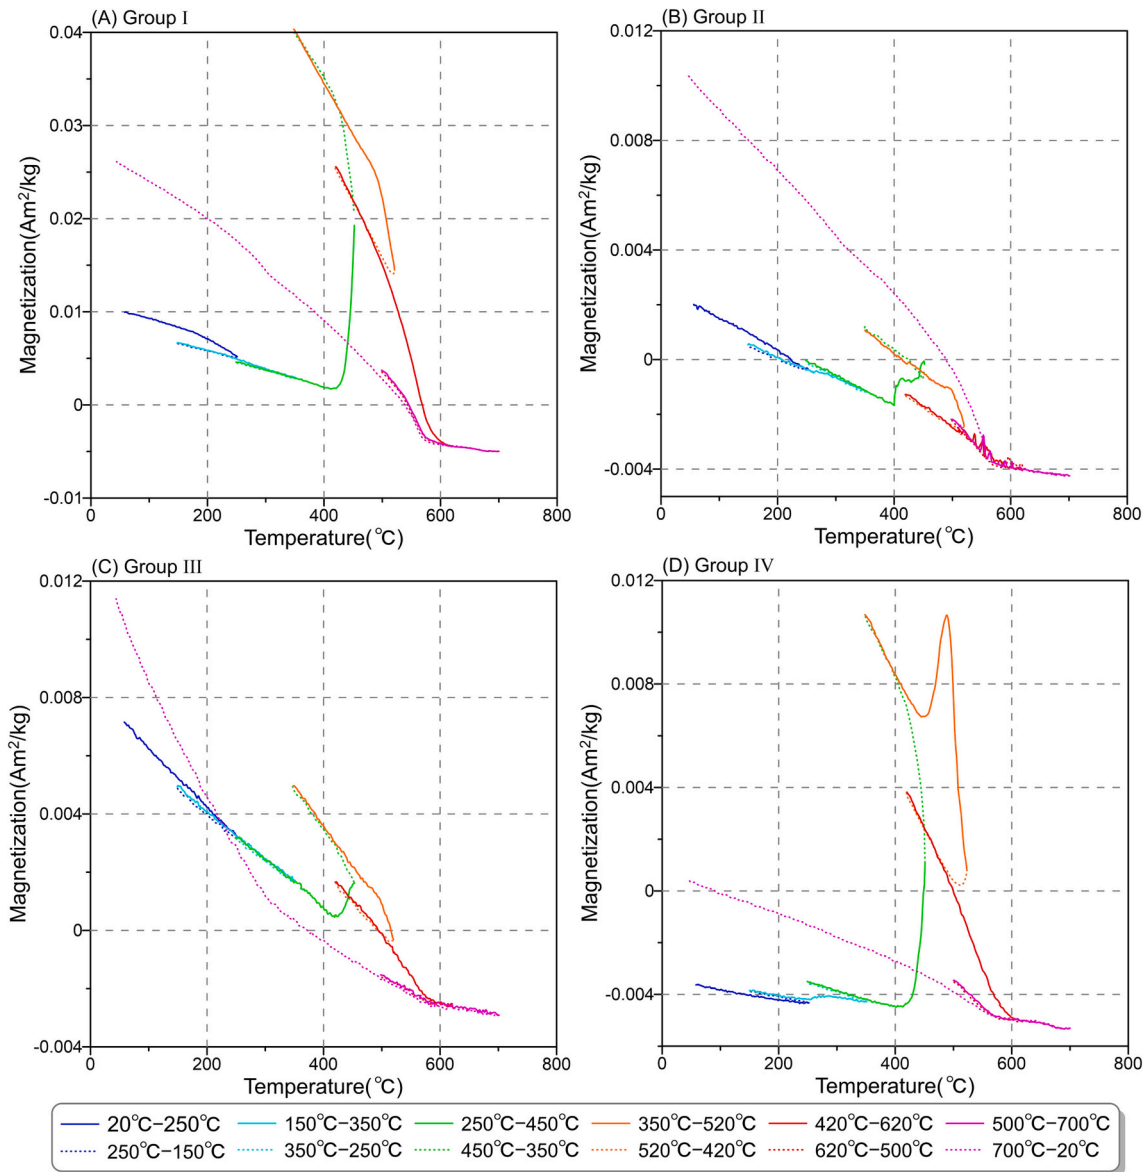 (A) Group I
0.04
0.03
0.02
0.01
0
-0.01
Magnetization(Am²/kg)
0 200 400 600 800
Temperature(°C)
(B) Group II
0.012
0.008
0.004
0
-0.004
Magnetization(Am²/kg)
0 200 400 600 800
Temperature(°C)
(C) Group III
0.012
0.008
0.004
0
-0.004
Magnetization(Am²/kg)
0 200 400 600 800
Temperature(°C)
(D) Group IV
0.012
0.008
0.004
0
-0.004
Magnetization(Am²/kg)
0 200 400 600 800
Temperature(°C)
20°C–250°C 150°C–350°C 250°C–450°C 350°C–520°C 420°C–620°C 500°C–700°C
250°C–150°C 350°C–250°C 450°C–350°C 520°C–420°C 620°C–500°C 700°C–20°C